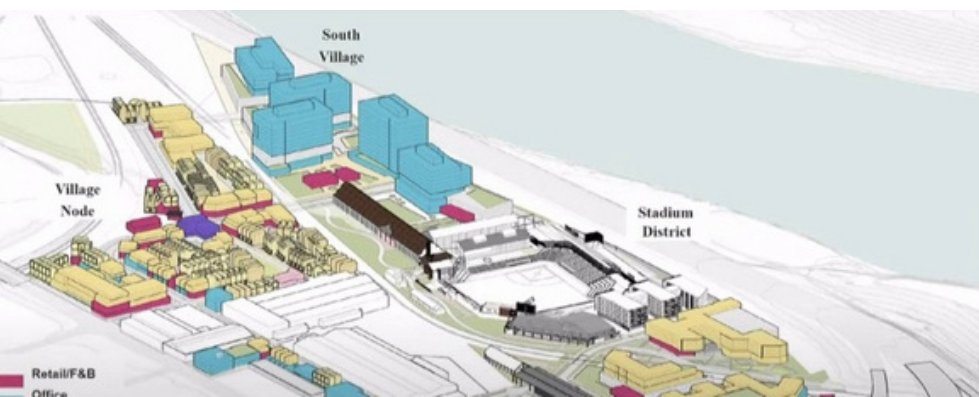 South
Village
Village
Node
Stadium
District
Retail/F&B
Office